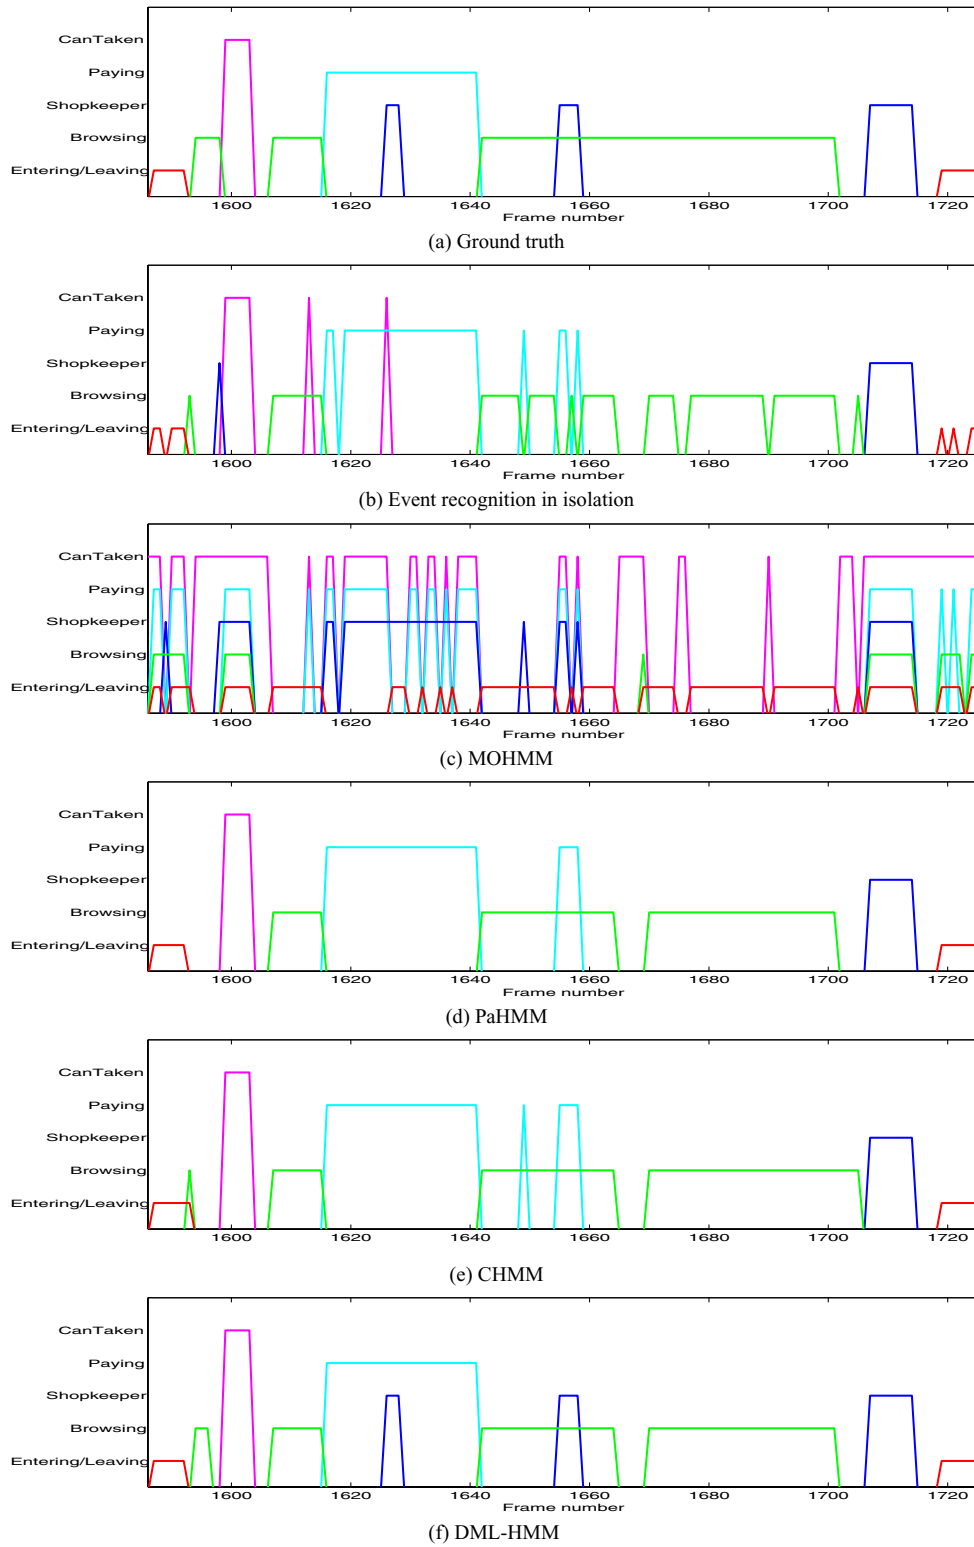 CanTaken
Paying
Shopkeeper
Browsing
Entering/Leaving
1600 1620 1640 1660 1680 1700 1720
Frame number
(a) Ground truth
CanTaken
Paying
Shopkeeper
Browsing
Entering/Leaving
1600 1620 1640 1660 1680 1700 1720
Frame number
(b) Event recognition in isolation
CanTaken
Paying
Shopkeeper
Browsing
Entering/Leaving
1600 1620 1640 1660 1680 1700 1720
Frame number
(c) MOHMM
CanTaken
Paying
Shopkeeper
Browsing
Entering/Leaving
1600 1620 1640 1660 1680 1700 1720
Frame number
(d) PaHMM
CanTaken
Paying
Shopkeeper
Browsing
Entering/Leaving
1600 1620 1640 1660 1680 1700 1720
Frame number
(e) CHMM
CanTaken
Paying
Shopkeeper
Browsing
Entering/Leaving
1600 1620 1640 1660 1680 1700 1720
Frame number
(f) DML-HMM